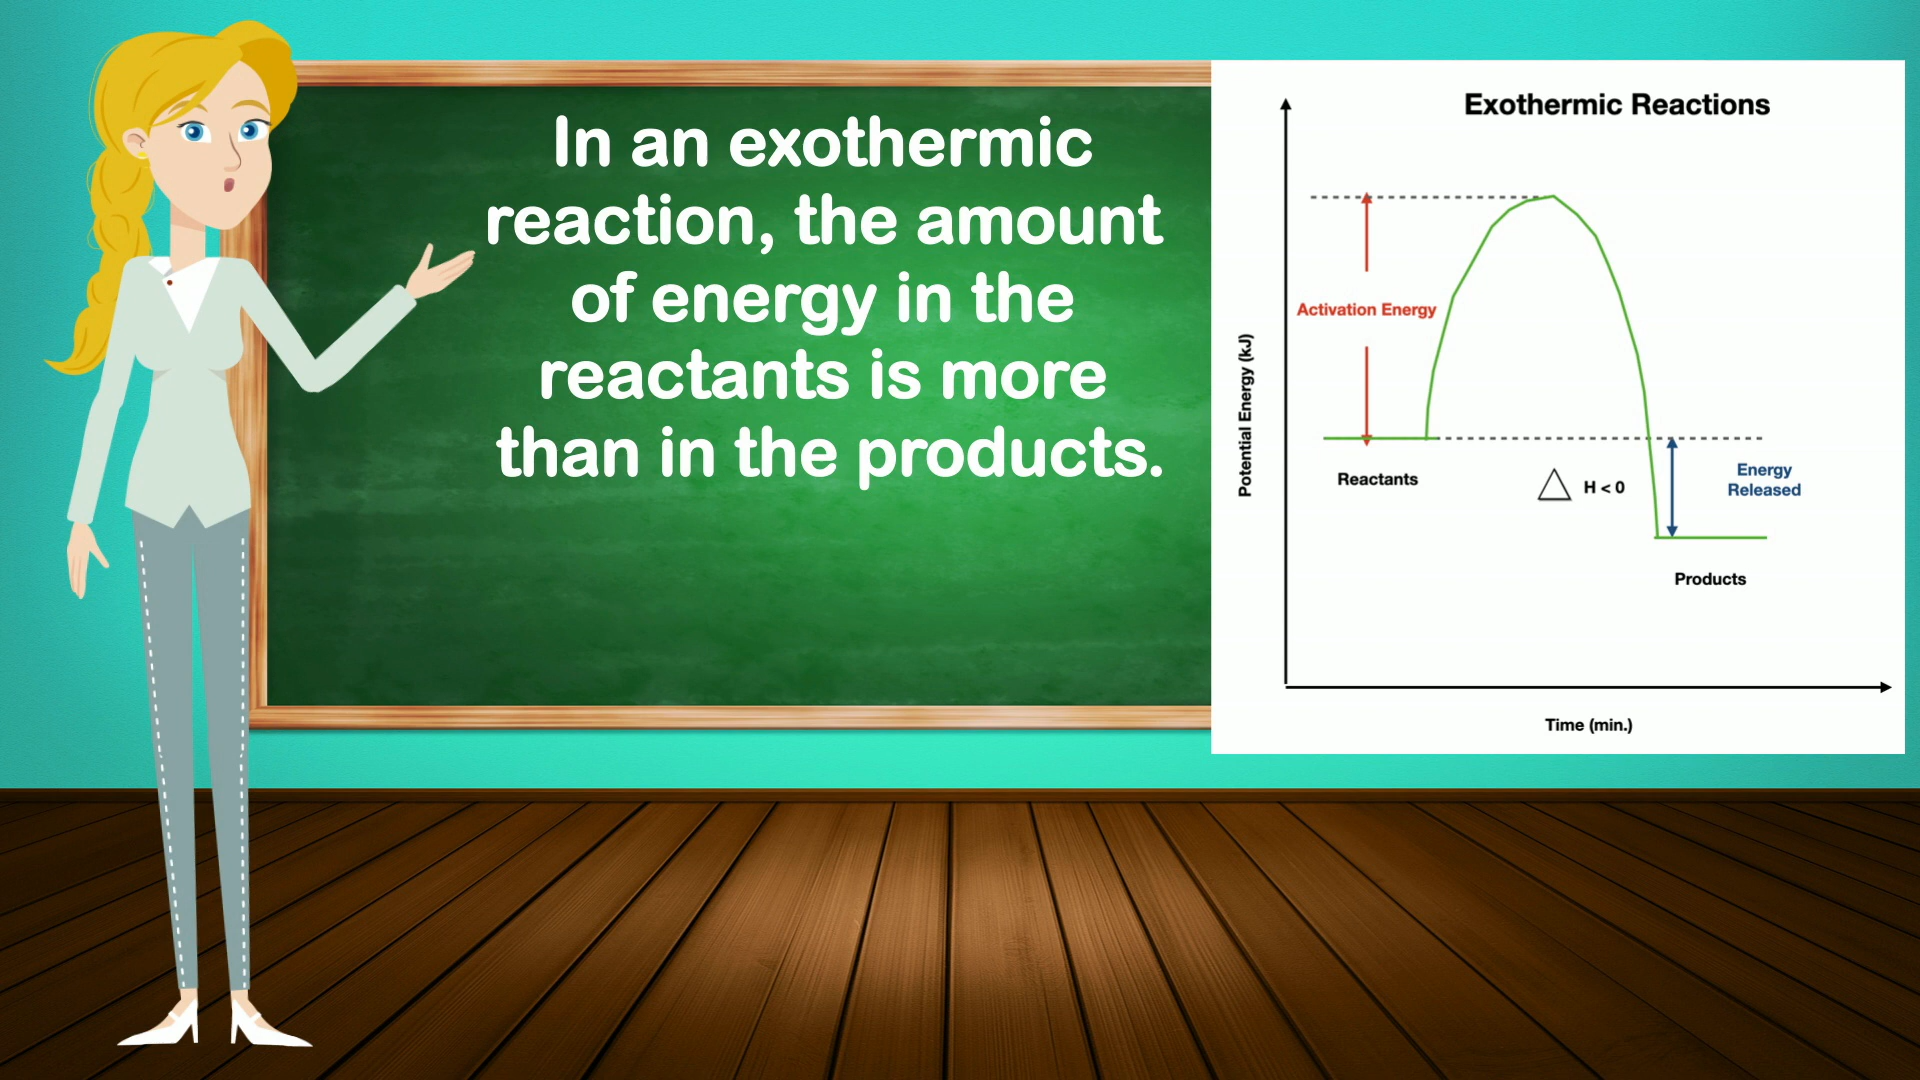 In an exothermic
reaction, the amount
of energy in the
reactants is more
than in the products.
Exothermic Reactions
Activation Energy
Potential Energy (kJ)
Reactants
△ H < 0
Energy
Released
Products
Time (min.)